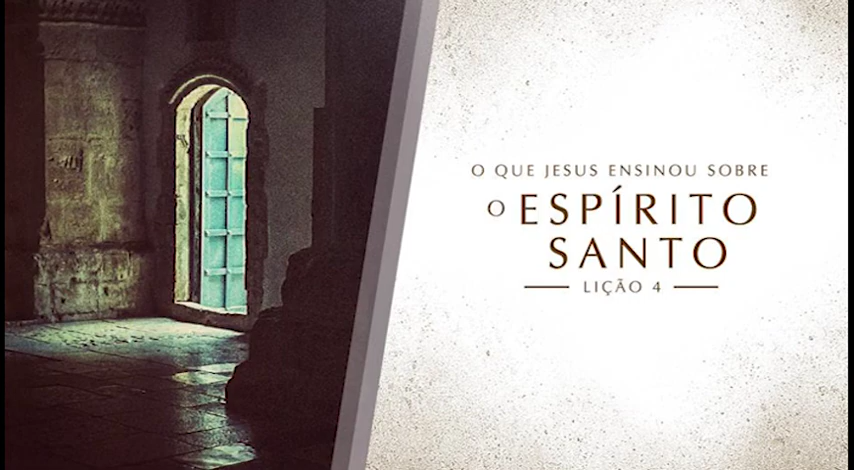 O QUE JESUS ENSINOU SOBRE
O ESPÍRITO
SANTO
LIÇÃO 4